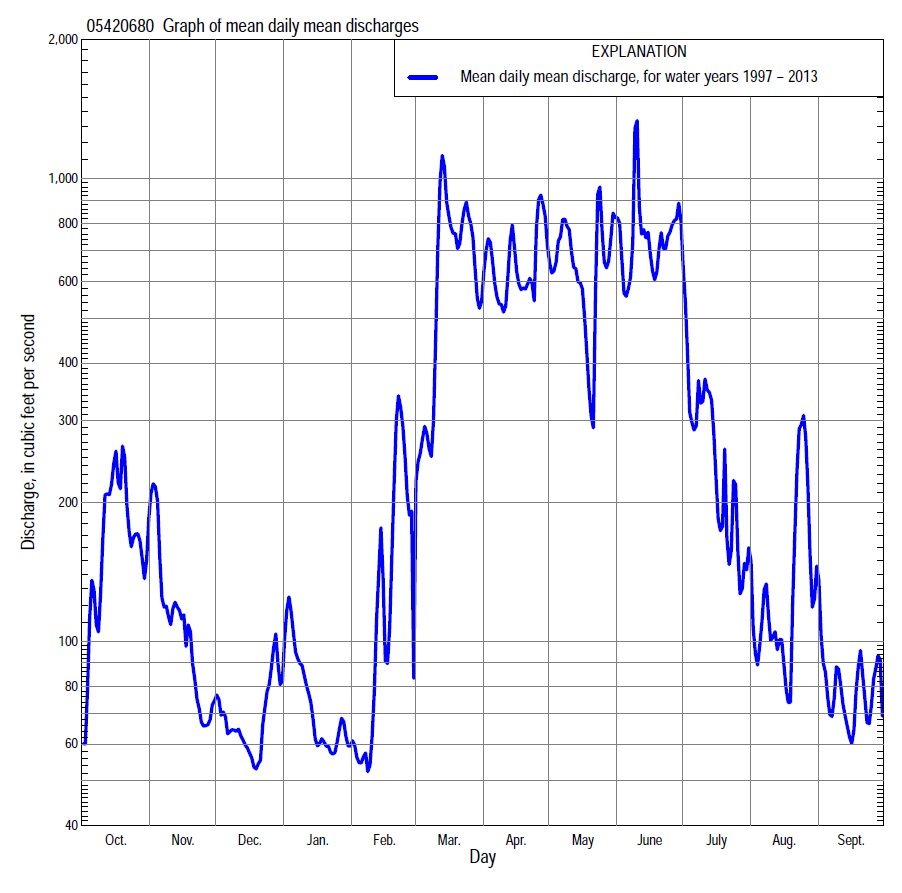 05420680 Graph of mean daily mean discharges
EXPLANATION
Mean daily mean discharge, for water years 1997 – 2013
2,000
1,000
800
600
400
300
200
100
80
60
40
Discharge, in cubic feet per second
Oct. Nov. Dec. Jan. Feb. Mar. Apr. May June July Aug. Sept.
Day